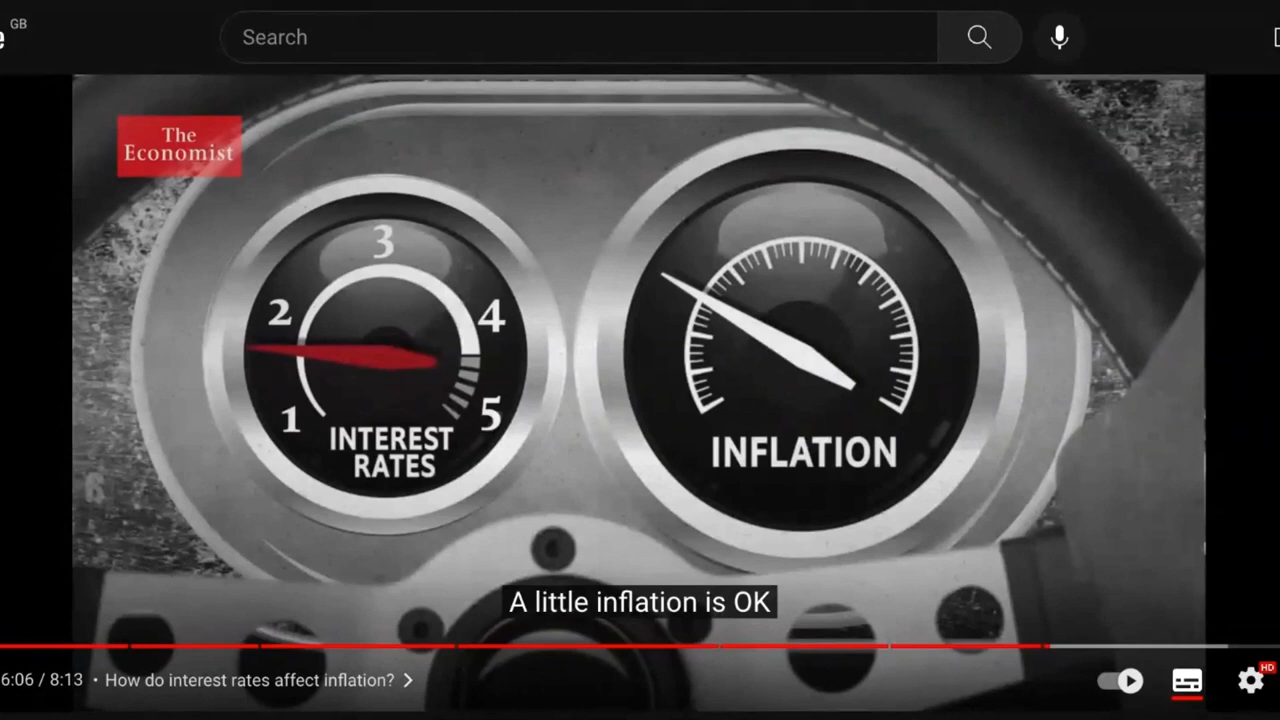 e GB
Search
The
Economist
3
2
4
1
5
INTEREST
RATES
INFLATION
A little inflation is OK
6:06 / 8:13 • How do interest rates affect inflation? >
HD